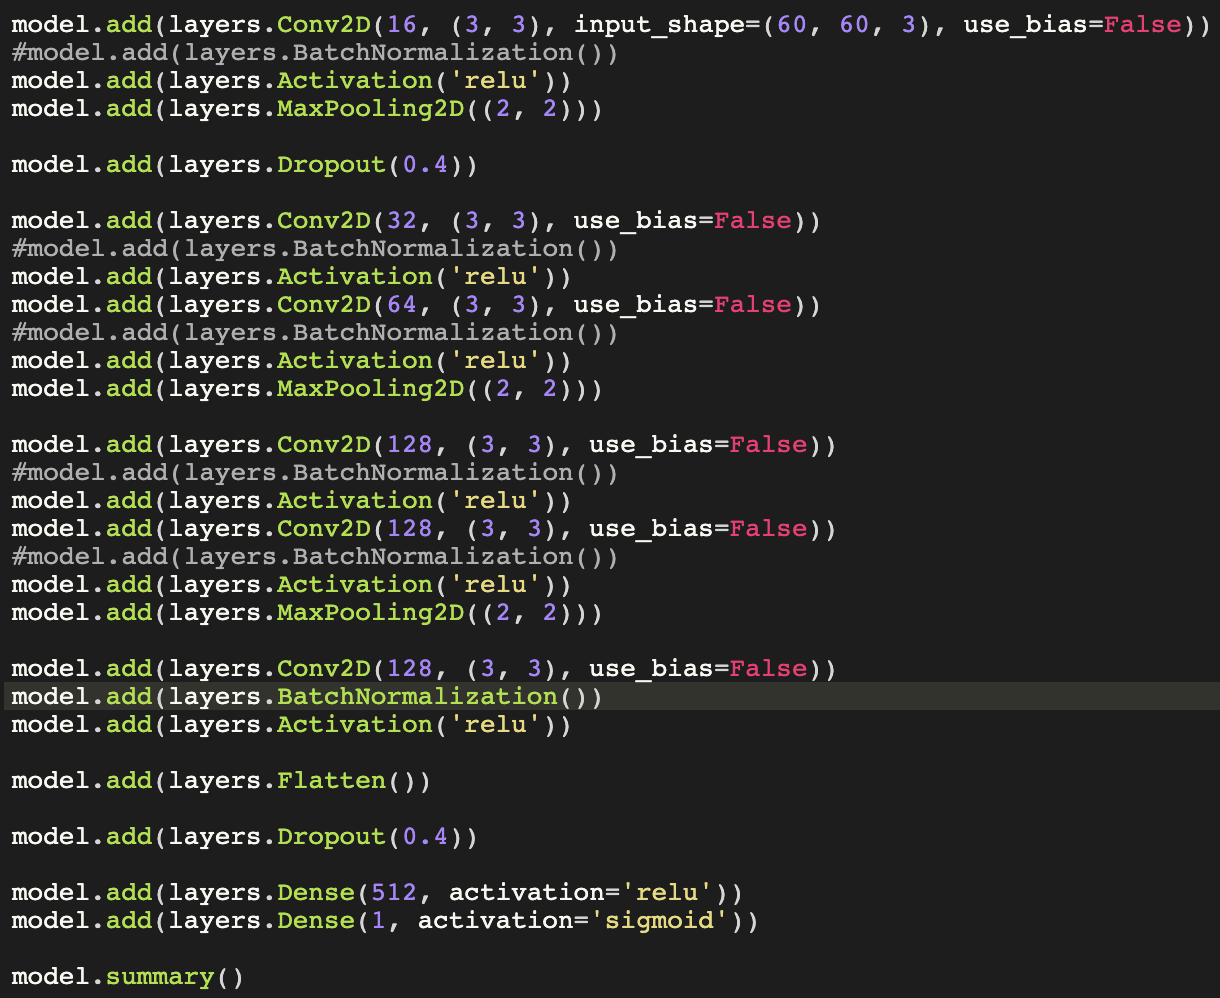 model.add(layers.Conv2D(16, (3, 3), input_shape=(60, 60, 3), use_bias=False))
#model.add(layers.BatchNormalization())
model.add(layers.Activation('relu'))
model.add(layers.MaxPooling2D((2, 2)))
model.add(layers.Dropout(0.4))
model.add(layers.Conv2D(32, (3, 3), use_bias=False))
#model.add(layers.BatchNormalization())
model.add(layers.Activation('relu'))
model.add(layers.Conv2D(64, (3, 3), use_bias=False))
#model.add(layers.BatchNormalization())
model.add(layers.Activation('relu'))
model.add(layers.MaxPooling2D((2, 2)))
model.add(layers.Conv2D(128, (3, 3), use_bias=False))
#model.add(layers.BatchNormalization())
model.add(layers.Activation('relu'))
model.add(layers.Conv2D(128, (3, 3), use_bias=False))
#model.add(layers.BatchNormalization())
model.add(layers.Activation('relu'))
model.add(layers.MaxPooling2D((2, 2)))
model.add(layers.Conv2D(128, (3, 3), use_bias=False))
model.add(layers.BatchNormalization())
model.add(layers.Activation('relu'))
model.add(layers.Flatten())
model.add(layers.Dropout(0.4))
model.add(layers.Dense(512, activation='relu'))
model.add(layers.Dense(1, activation='sigmoid'))
model.summary()